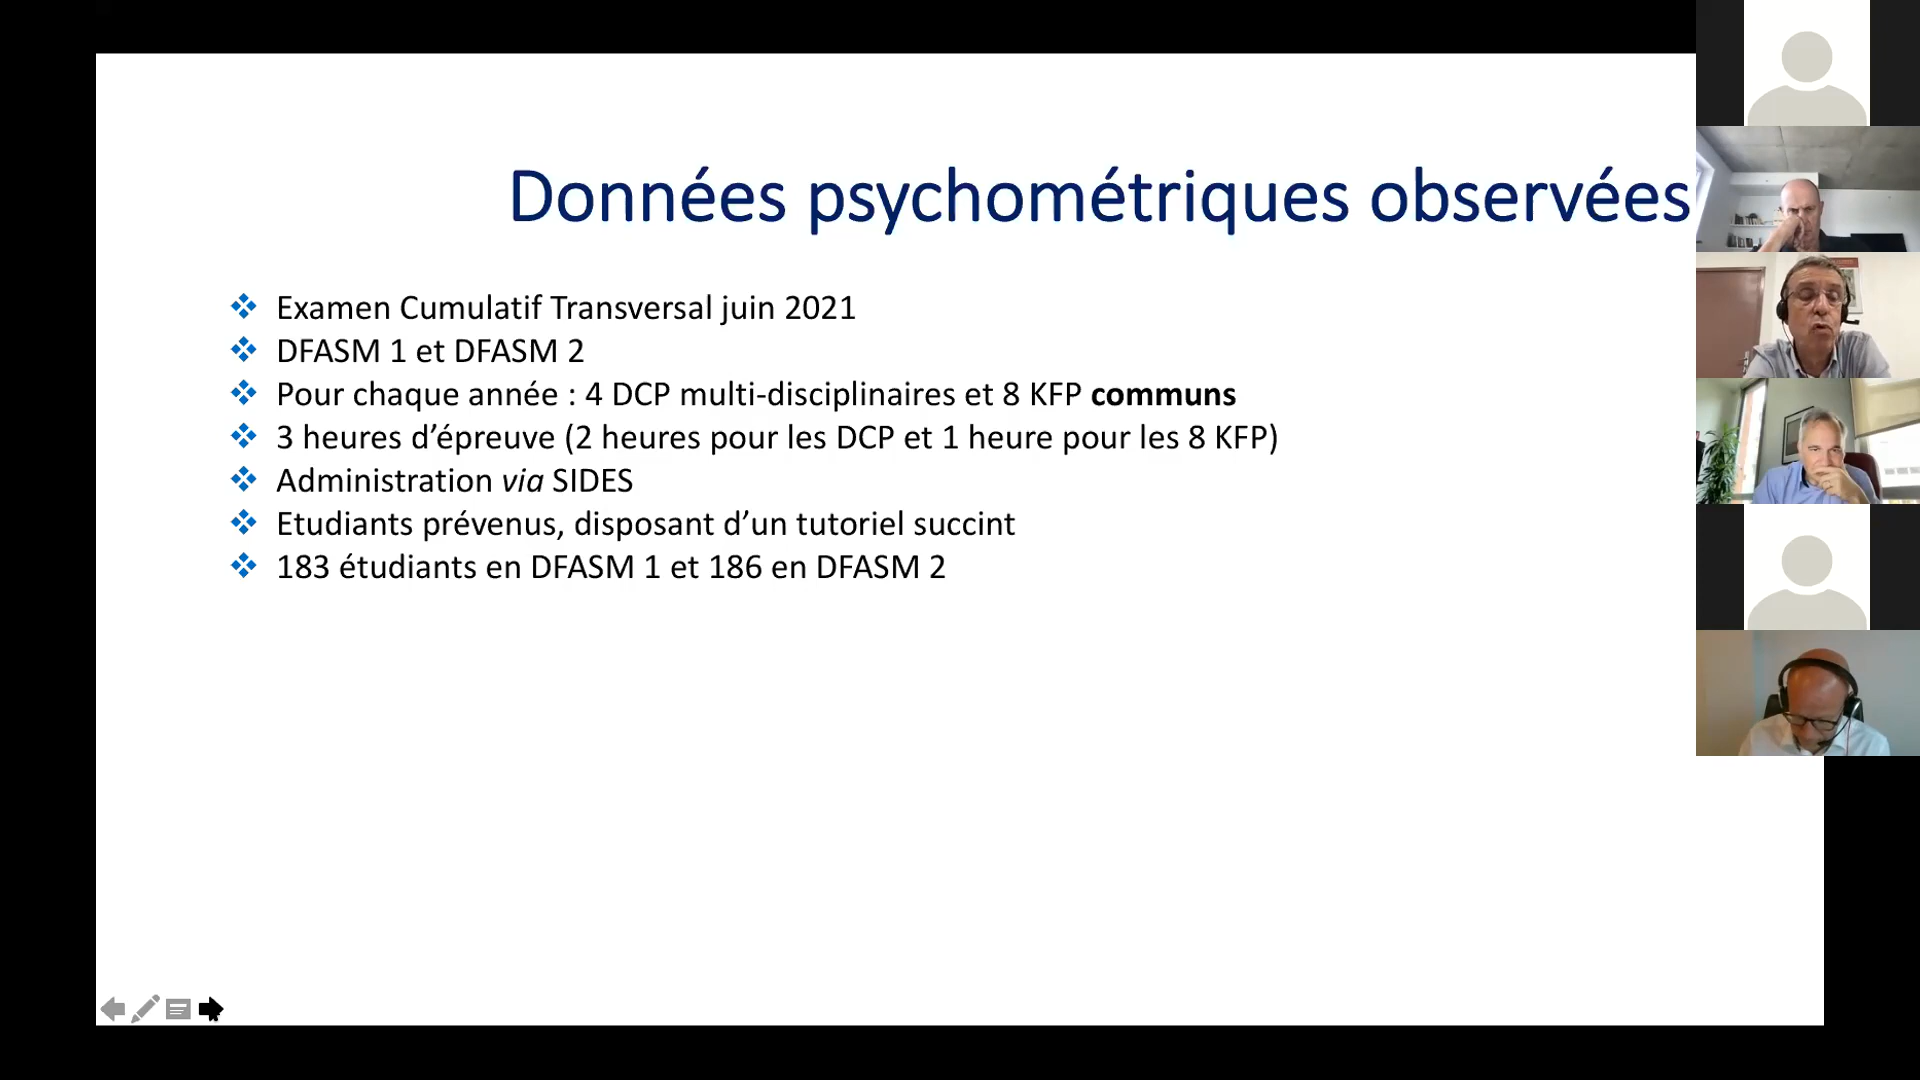 Données psychométriques observées
Examen Cumulatif Transversal juin 2021
DFASM 1 et DFASM 2
Pour chaque année : 4 DCP multi-disciplinaires et 8 KFP communs
3 heures d’épreuve (2 heures pour les DCP et 1 heure pour les 8 KFP)
Administration via SIDES
Etudiants prévenus, disposant d’un tutoriel succint
183 étudiants en DFASM 1 et 186 en DFASM 2